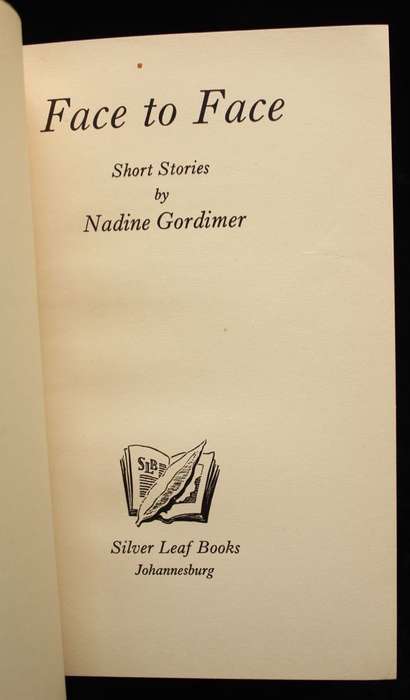 Face to Face
Short Stories
by
Nadine Gordimer
SLB
Silver Leaf Books
Johannesburg